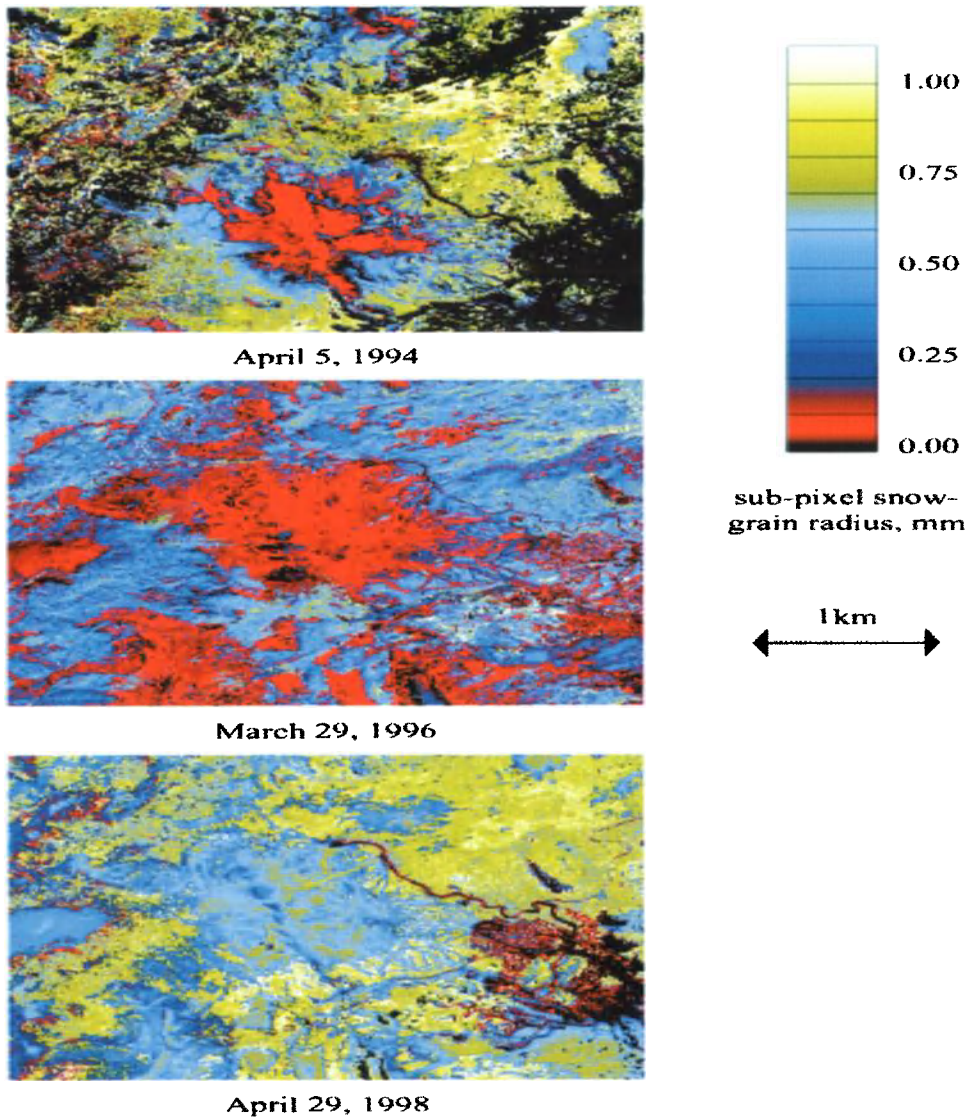 April 5, 1994
March 29, 1996
April 29, 1998
1.00
0.75
0.50
0.25
0.00
sub-pixel snow-
grain radius, mm
1km